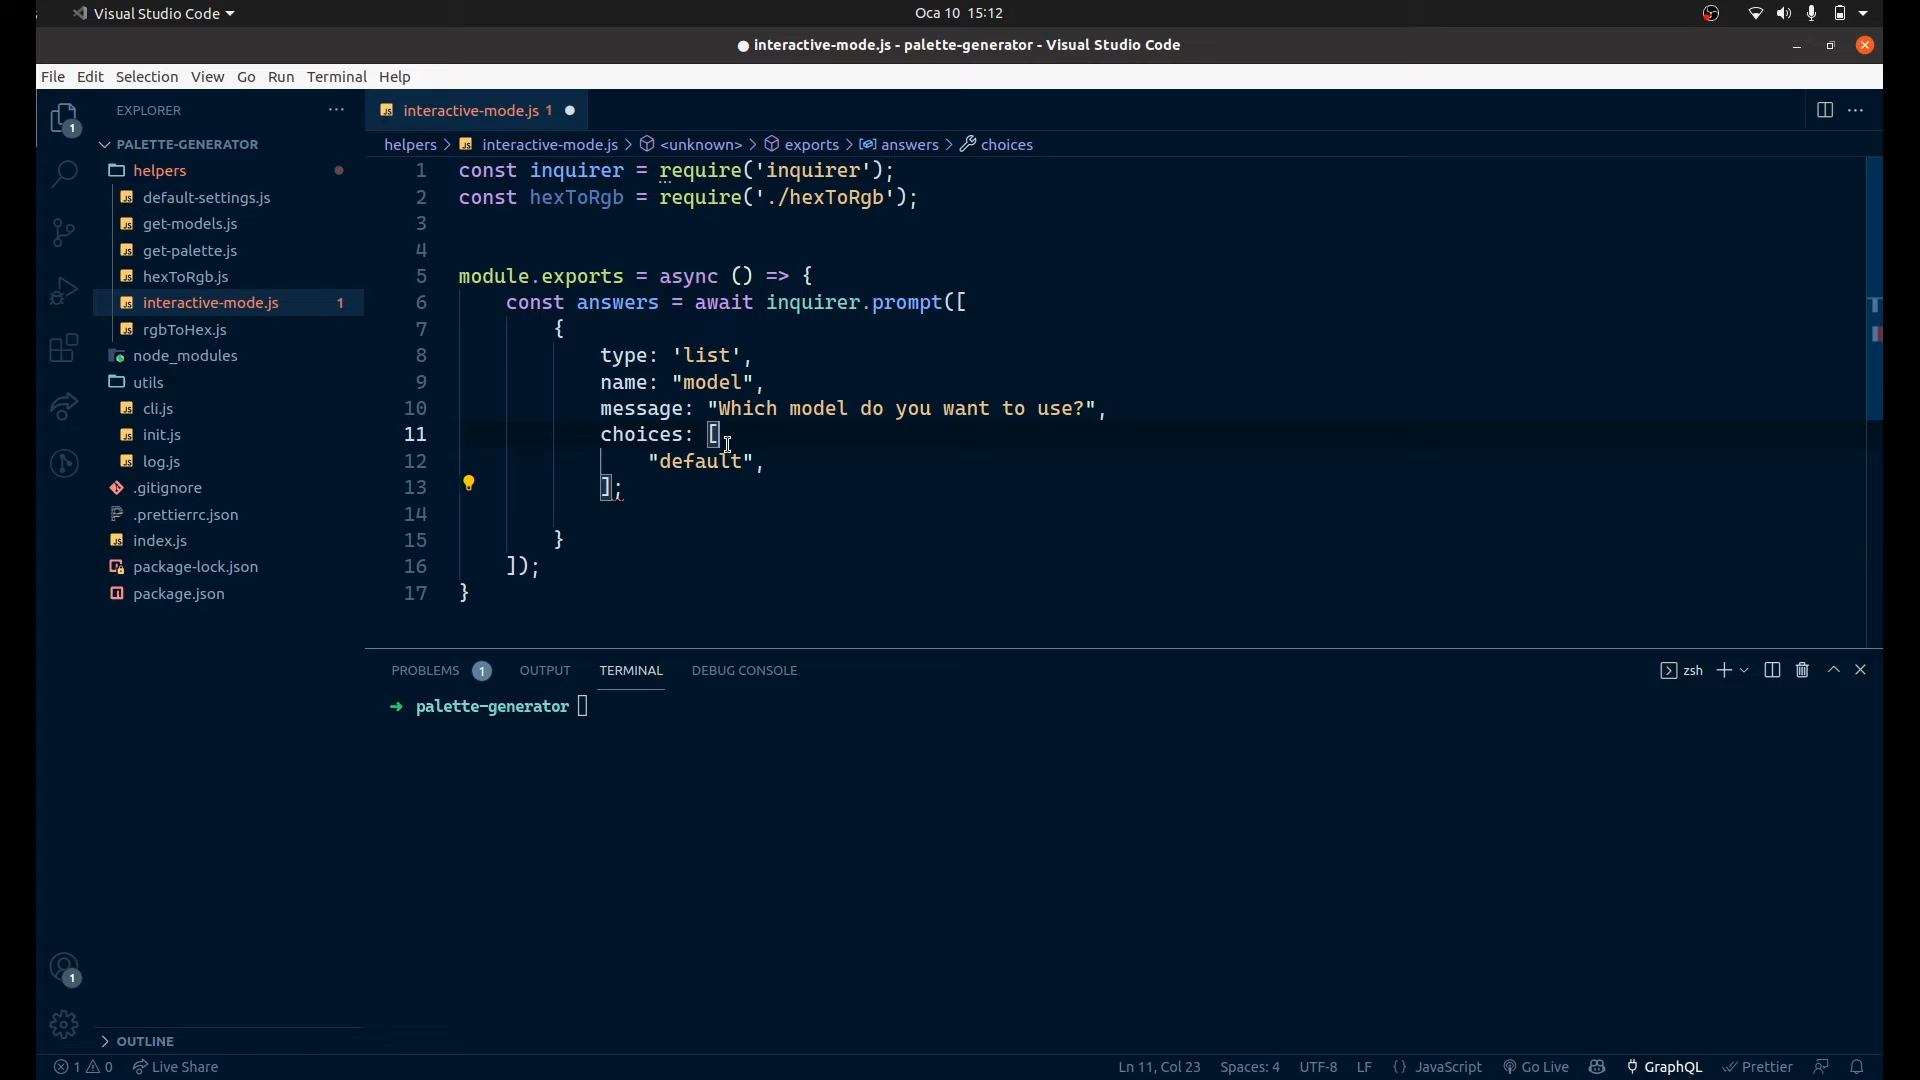 Visual Studio Code
Oca 10 15:12
● interactive-mode.js - palette-generator - Visual Studio Code
File Edit Selection View Go Run Terminal Help
EXPLORER
PALETTE-GENERATOR
helpers
default-settings.js
get-models.js
get-palette.js
hexToRgb.js
interactive-mode.js 1
rgbToHex.js
node_modules
utils
cli.js
init.js
log.js
.gitignore
.prettierrc.json
index.js
package-lock.json
package.json
OUTLINE
1
1
interactive-mode.js 1
helpers > interactive-mode.js > <unknown> > exports > answers > choices
1 const inquirer = require('inquirer');
2 const hexToRgb = require('./hexToRgb');
3
4
5 module.exports = async () => {
6 const answers = await inquirer.prompt([
7 {
8 type: 'list',
9 name: "model",
10 message: "Which model do you want to use?",
11 choices: [
12 "default",
13 ];
14
15 }
16 ]);
17 }
PROBLEMS 1 OUTPUT TERMINAL DEBUG CONSOLE
zsh
➜ palette-generator
1 0 Live Share
Ln 11, Col 23 Spaces: 4 UTF-8 LF {} JavaScript Go Live GraphQL Prettier